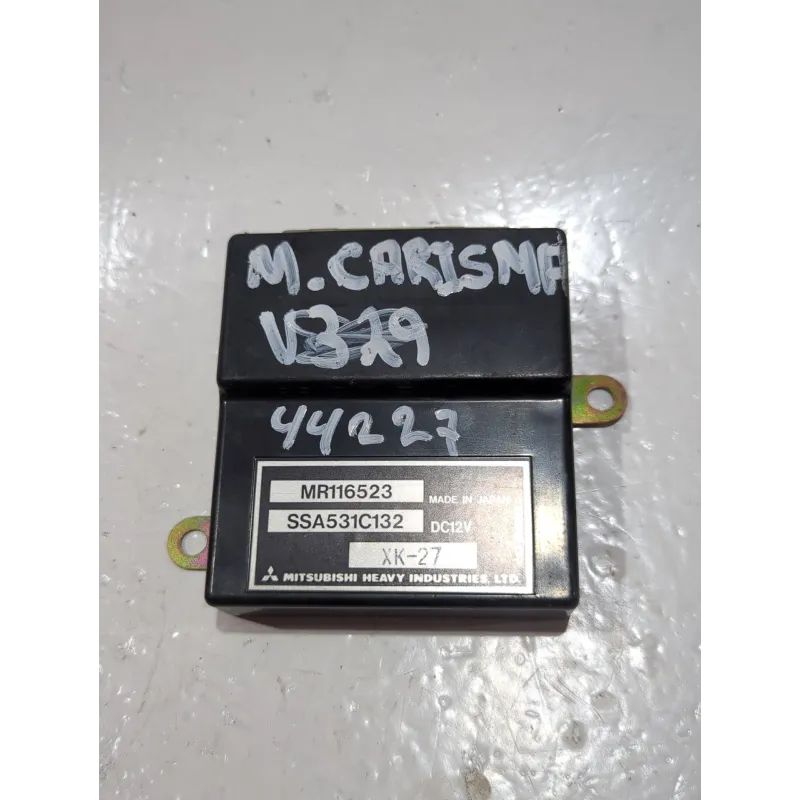 M. CARISMA
V329
44227
MR116523 MADE IN JAPAN
SSA531C132 DC12V
XK-27
MITSUBISHI HEAVY INDUSTRIES, LTD.